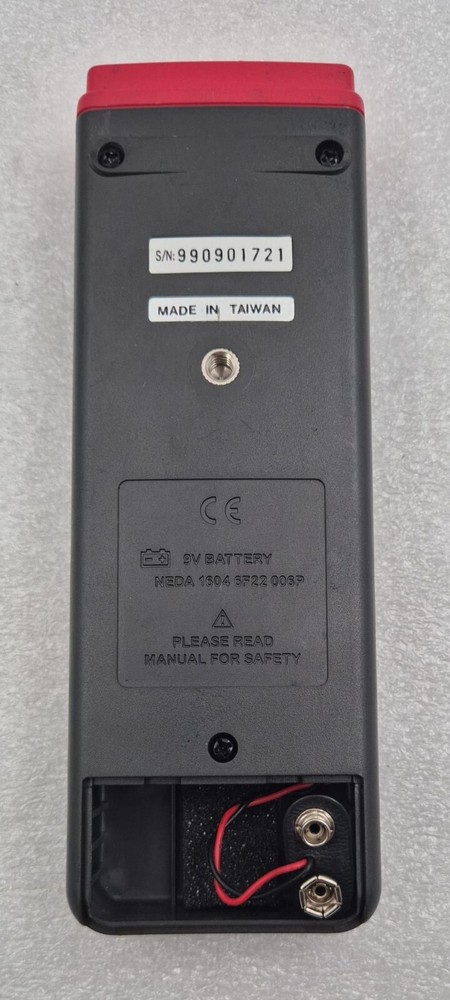 S/N:990901721
MADE IN TAIWAN
CE
9V BATTERY
NEDA 1604 6F22 006P
PLEASE READ
MANUAL FOR SAFETY